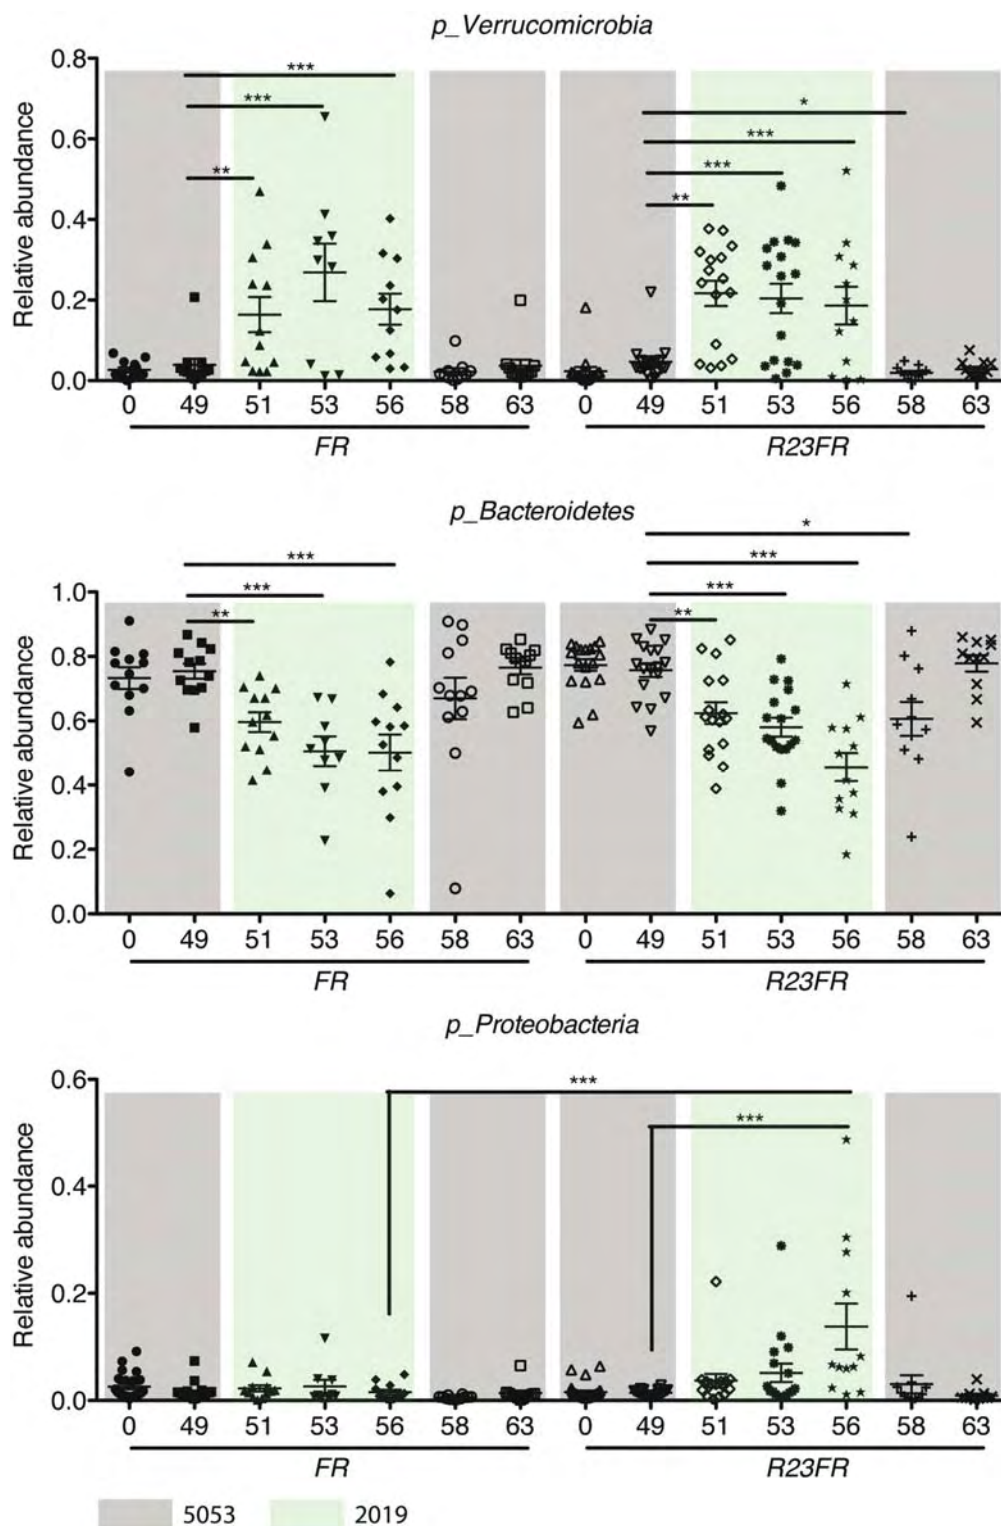 p_Verrucomicrobia
Relative abundance
0.8
0.6
0.4
0.2
0.0
***
***
**
*
***
***
**
0 49 51 53 56 58 63 0 49 51 53 56 58 63
FR R23FR
p_Bacteroidetes
Relative abundance
1.0
0.8
0.6
0.4
0.2
0.0
***
***
**
*
***
***
**
0 49 51 53 56 58 63 0 49 51 53 56 58 63
FR R23FR
p_Proteobacteria
Relative abundance
0.6
0.4
0.2
0.0
***
***
0 49 51 53 56 58 63 0 49 51 53 56 58 63
FR R23FR
5053 2019